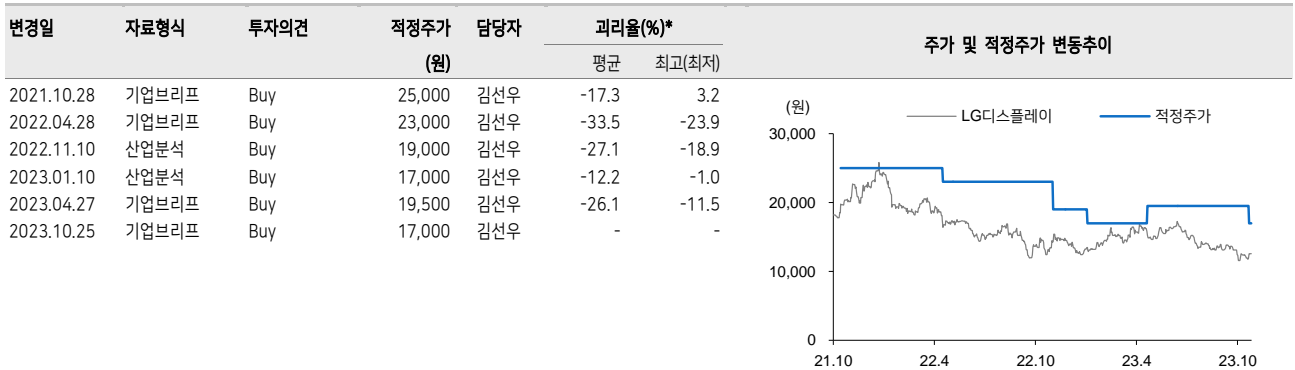 변경일 자료형식 투자의견 적정주가 담당자 괴리율(%)* 주가 및 적정주가 변동추이
(원) 평균 최고(최저)
2021.10.28 기업브리프 Buy 25,000 김선우 -17.3 3.2
2022.04.28 기업브리프 Buy 23,000 김선우 -33.5 -23.9
2022.11.10 산업분석 Buy 19,000 김선우 -27.1 -18.9
2023.01.10 산업분석 Buy 17,000 김선우 -12.2 -1.0
2023.04.27 기업브리프 Buy 19,500 김선우 -26.1 -11.5
2023.10.25 기업브리프 Buy 17,000 김선우 - -
(원) LG디스플레이 적정주가
30,000
20,000
10,000
0
21.10 22.4 22.10 23.4 23.10